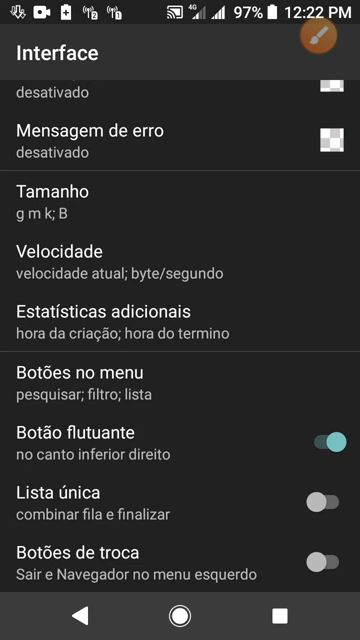 4G 97% 12:22 PM
Interface
desativado
Mensagem de erro
desativado
Tamanho
g m k; B
Velocidade
velocidade atual; byte/segundo
Estatísticas adicionais
hora da criação; hora do termino
Botões no menu
pesquisar; filtro; lista
Botão flutuante
no canto inferior direito
Lista única
combinar fila e finalizar
Botões de troca
Sair e Navegador no menu esquerdo